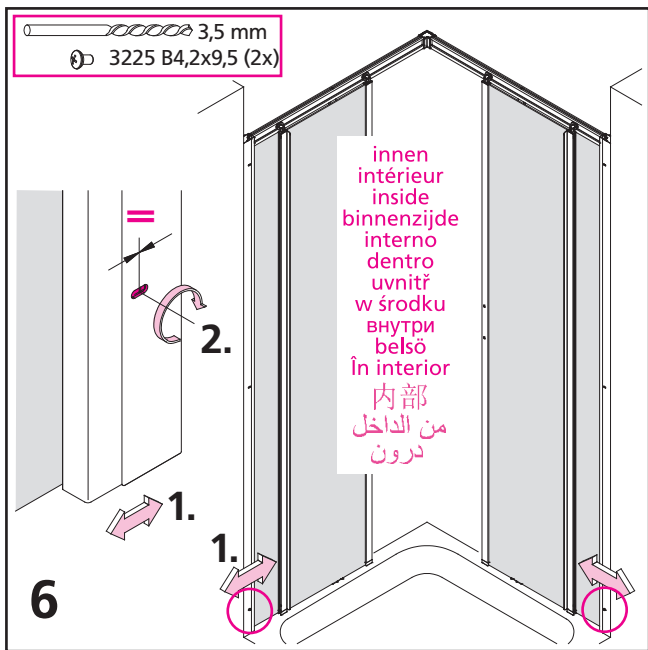 3,5 mm
3225 B4,2x9,5 (2x)
innen
intérieur
inside
binnenzijde
interno
dentro
uvnitř
w środku
внутри
belsö
În interior
内部
من الداخل
درون
=
2.
1.
1.
6